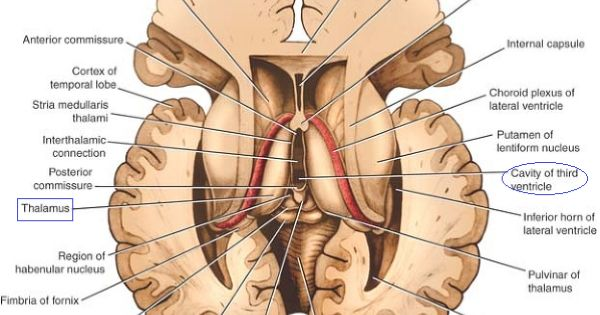 Anterior commissure
Cortex of
temporal lobe
Stria medullaris
thalami
Interthalamic
connection
Posterior
commissure
Thalamus
Region of
habenular nucleus
Fimbria of fornix
Internal capsule
Choroid plexus of
lateral ventricle
Putamen of
lentiform nucleus
Cavity of third
ventricle
Inferior horn of
lateral ventricle
Pulvinar of
thalamus